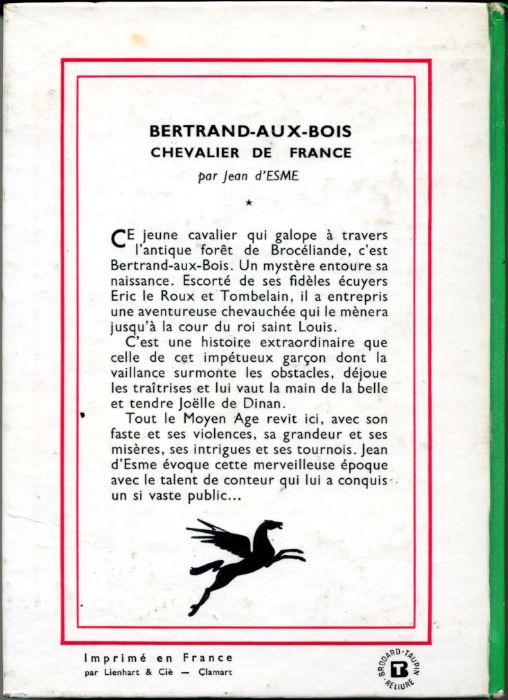 BERTRAND-AUX-BOIS
CHEVALIER DE FRANCE
par Jean d'ESME
★
CE jeune cavalier qui galope à travers
l'antique forêt de Brocéliande, c'est
Bertrand-aux-Bois. Un mystère entoure sa
naissance. Escorté de ses fidèles écuyers
Eric le Roux et Tombelain, il a entrepris
une aventureuse chevauchée qui le mènera
jusqu'à la cour du roi saint Louis.
C'est une histoire extraordinaire que
celle de cet impétueux garçon dont la
vaillance surmonte les obstacles, déjoue
les traîtrises et lui vaut la main de la belle
et tendre Joëlle de Dinan.
Tout le Moyen Age revit ici, avec son
faste et ses violences, sa grandeur et ses
misères, ses intrigues et ses tournois. Jean
d'Esme évoque cette merveilleuse époque
avec le talent de conteur qui lui a conquis
un si vaste public...
Imprimé en France
par Lienhart & Ciè — Clamart
BRODARD-TAUPIN
BT
RELIURE